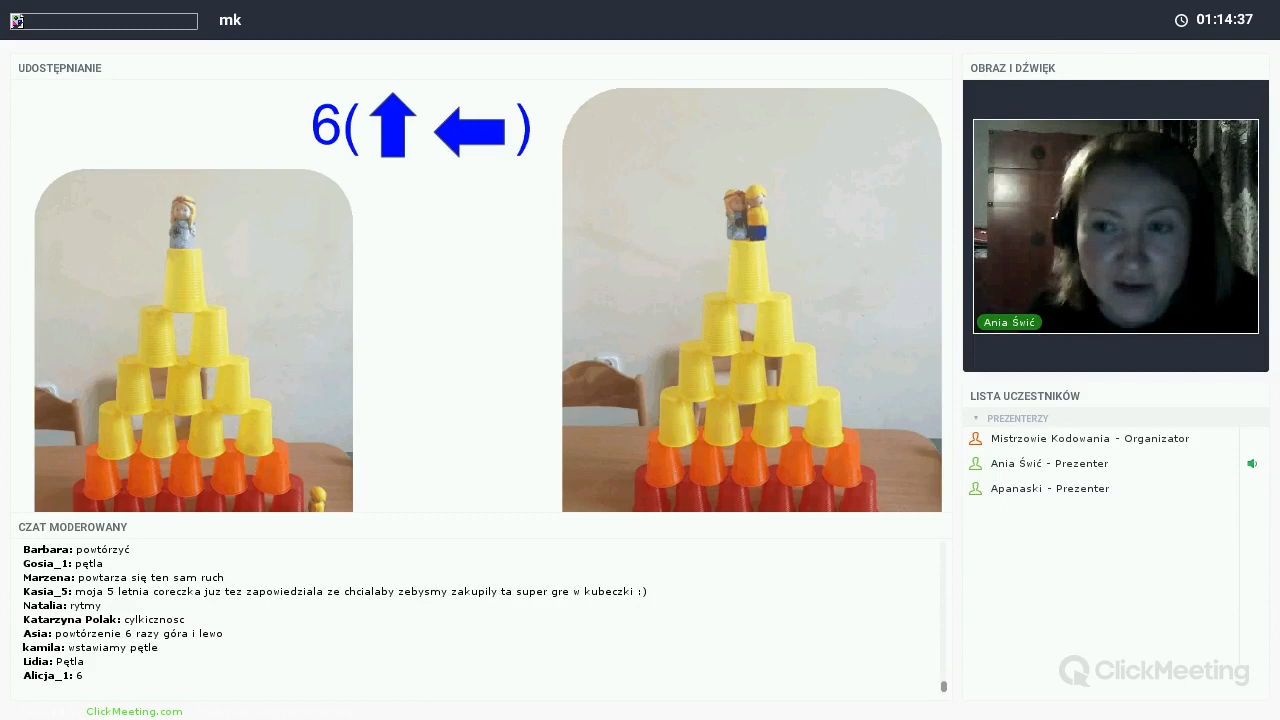 mk
01:14:37
UDOSTĘPNIANIE
6( )
CZAT MODEROWANY
Barbara: powtórzyć
Gosia_1: pętla
Marzena: powtarza się ten sam ruch
Kasia_5: moja 5 letnia coreczka juz tez zapowiedziala ze chcialaby zebysmy zakupily ta super gre w kubeczki :)
Natalia: rytmy
Katarzyna Polak: cylkicznosc
Asia: powtórzenie 6 razy góra i lewo
kamila: wstawiamy pętle
Lidia: Pętla
Alicja_1: 6
ClickMeeting.com
OBRAZ I DŹWIĘK
Ania Świć
LISTA UCZESTNIKÓW
PREZENTERZY
Mistrzowie Kodowania - Organizator
Ania Świć - Prezenter
Apanaski - Prezenter
ClickMeeting